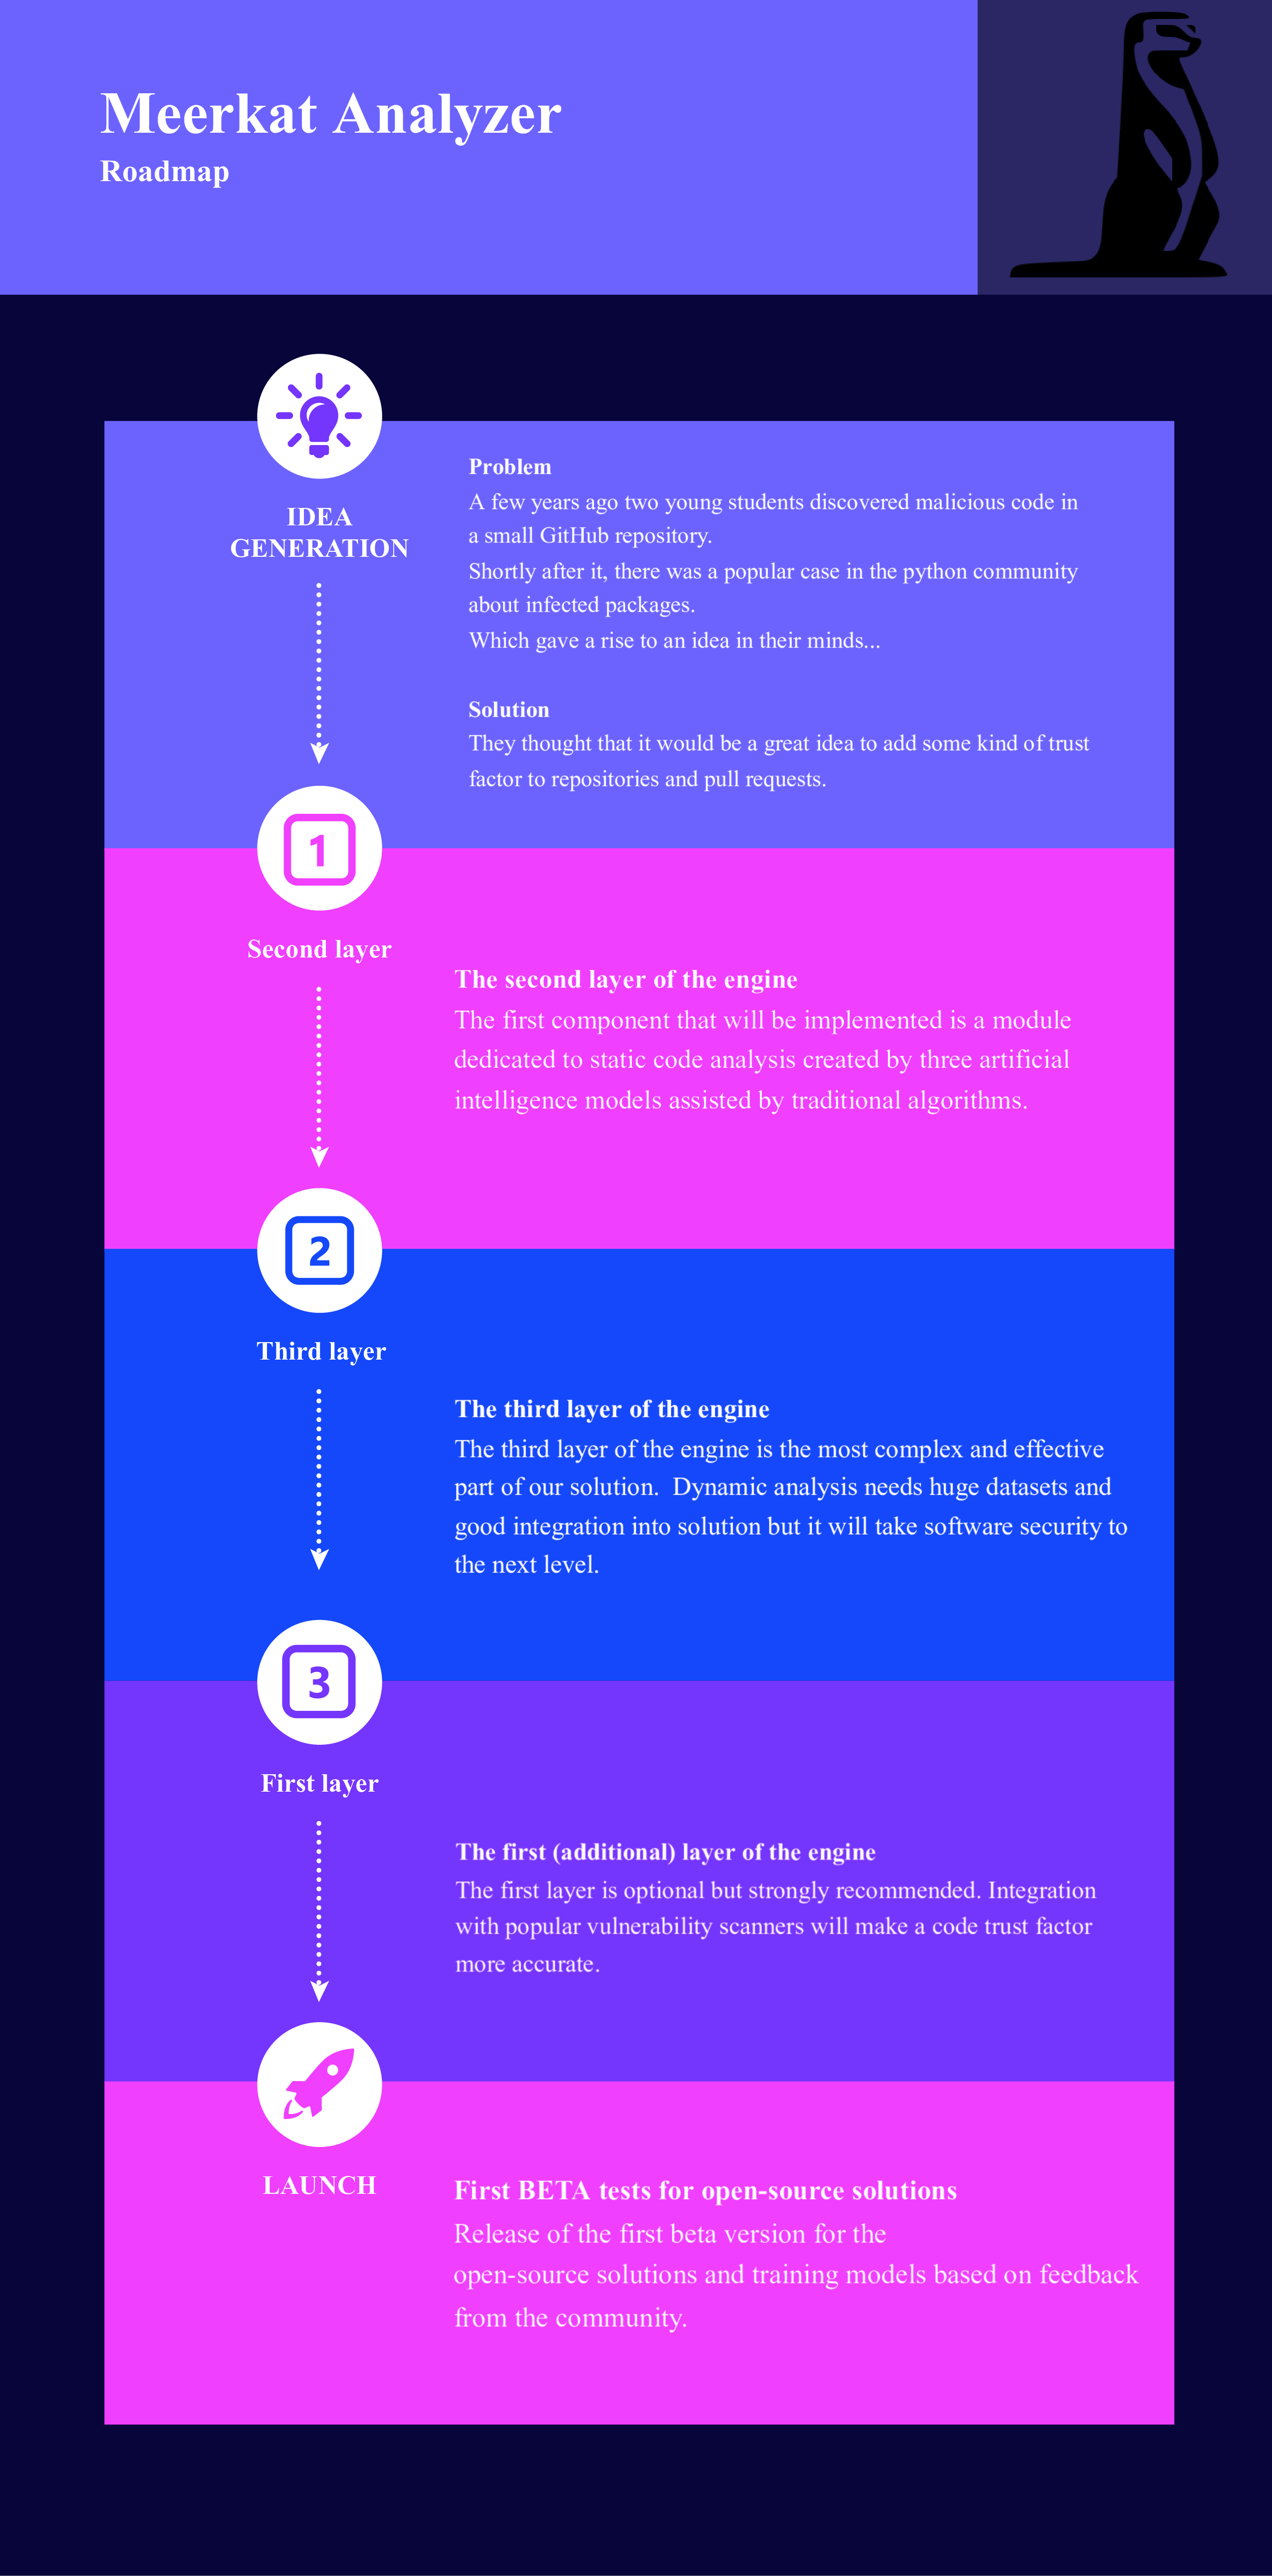 Meerkat Analyzer
Roadmap
IDEA
GENERATION
Problem
A few years ago two young students discovered malicious code in
a small GitHub repository.
Shortly after it, there was a popular case in the python community
about infected packages.
Which gave a rise to an idea in their minds...
Solution
They thought that it would be a great idea to add some kind of trust
factor to repositories and pull requests.
1
Second layer
The second layer of the engine
The first component that will be implemented is a module
dedicated to static code analysis created by three artificial
intelligence models assisted by traditional algorithms.
2
Third layer
The third layer of the engine
The third layer of the engine is the most complex and effective
part of our solution.  Dynamic analysis needs huge datasets and
good integration into solution but it will take software security to
the next level.
3
First layer
The first (additional) layer of the engine
The first layer is optional but strongly recommended. Integration
with popular vulnerability scanners will make a code trust factor
more accurate.
LAUNCH
First BETA tests for open-source solutions
Release of the first beta version for the
open-source solutions and training models based on feedback
from the community.